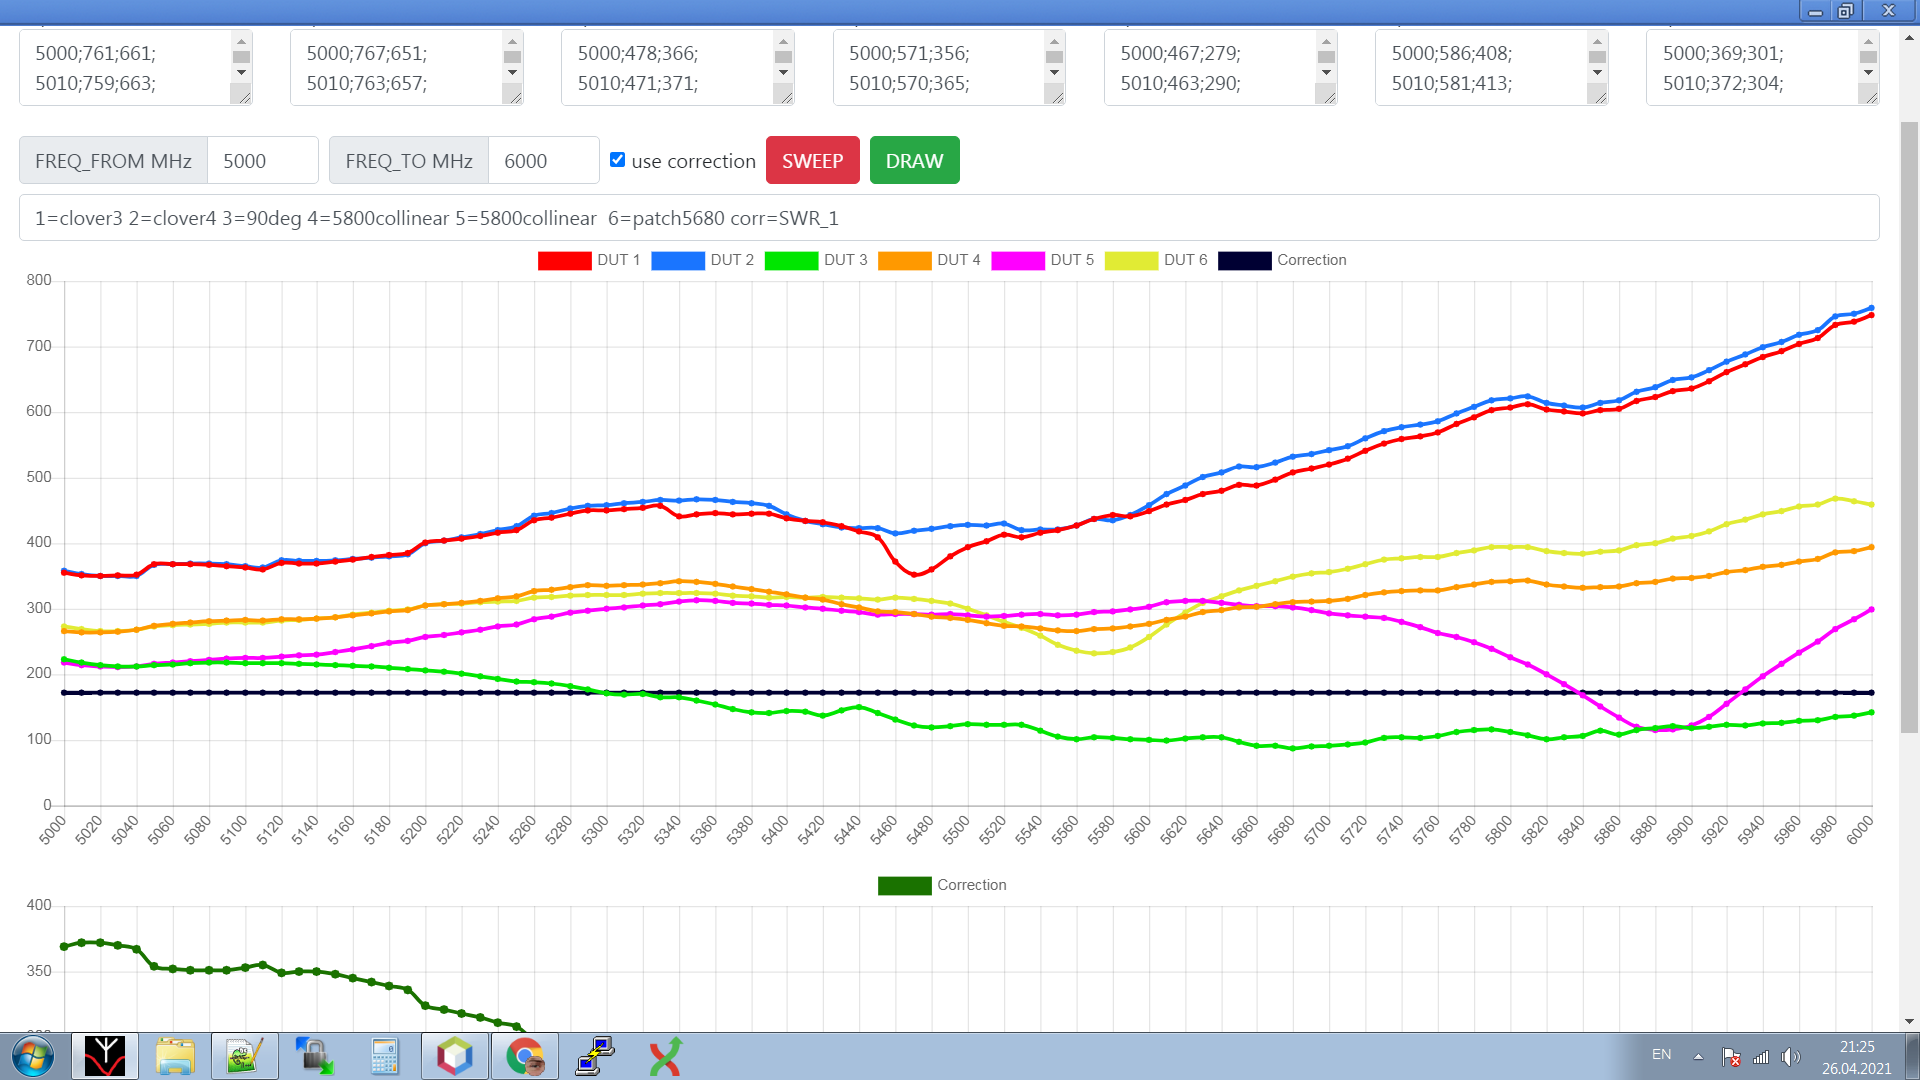 5000;761;661; 5000;767;651; 5000;478;366; 5000;571;356; 5000;467;279; 5000;586;408; 5000;369;301;
5010;759;663; 5010;763;657; 5010;471;371; 5010;570;365; 5010;463;290; 5010;581;413; 5010;372;304;
FREQ_FROM MHz 5000 FREQ_TO MHz 6000 use correction SWEEP DRAW
1=clover3 2=clover4 3=90deg 4=5800collinear 5=5800collinear 6=patch5680 corr=SWR_1
DUT 1 DUT 2 DUT 3 DUT 4 DUT 5 DUT 6 Correction
800
700
600
500
400
300
200
100
0
5000 5020 5040 5060 5080 5100 5120 5140 5160 5180 5200 5220 5240 5260 5280 5300 5320 5340 5360 5380 5400 5420 5440 5460 5480 5500 5520 5540 5560 5580 5600 5620 5640 5660 5680 5700 5720 5740 5760 5780 5800 5820 5840 5860 5880 5900 5920 5940 5960 5980 6000
Correction
400
350
EN
21:25
26.04.2021